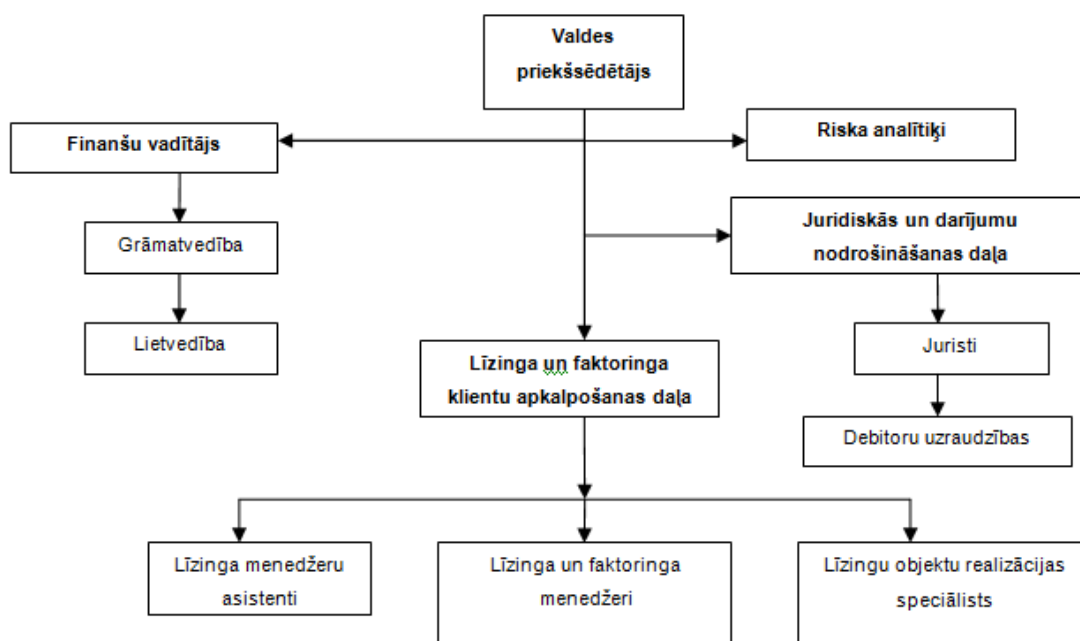 Valdes
priekšsēdētājs
Finanšu vadītājs
Riska analītiķi
Grāmatvedība
Juridiskās un darījumu
nodrošināšanas daļa
Lietvedība
Juristi
Līzinga un faktoringa
klientu apkalpošanas daļa
Debitoru uzraudzības
Līzinga menedžeru
asistenti
Līzinga un faktoringa
menedžeri
Līzingu objektu realizācijas
speciālists